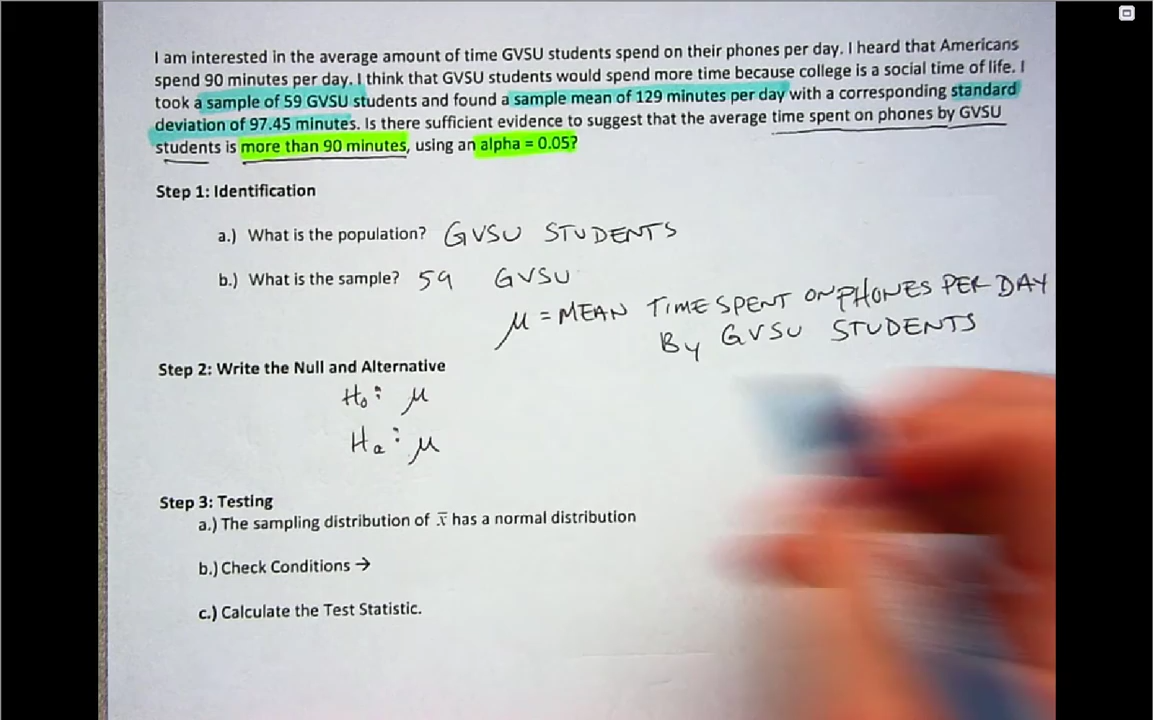 I am interested in the average amount of time GVSU students spend on their phones per day. I heard that Americans
spend 90 minutes per day. I think that GVSU students would spend more time because college is a social time of life. I
took a sample of 59 GVSU students and found a sample mean of 129 minutes per day with a corresponding standard
deviation of 97.45 minutes. Is there sufficient evidence to suggest that the average time spent on phones by GVSU
students is more than 90 minutes, using an alpha = 0.05?
Step 1: Identification
a.) What is the population? GVSU STUDENTS
b.) What is the sample? 59 GVSU
μ = MEAN TIME SPENT ON PHONES PER DAY
By GVSU STUDENTS
Step 2: Write the Null and Alternative
H₀: μ
Hₐ: μ
Step 3: Testing
a.) The sampling distribution of x̅ has a normal distribution
b.) Check Conditions →
c.) Calculate the Test Statistic.